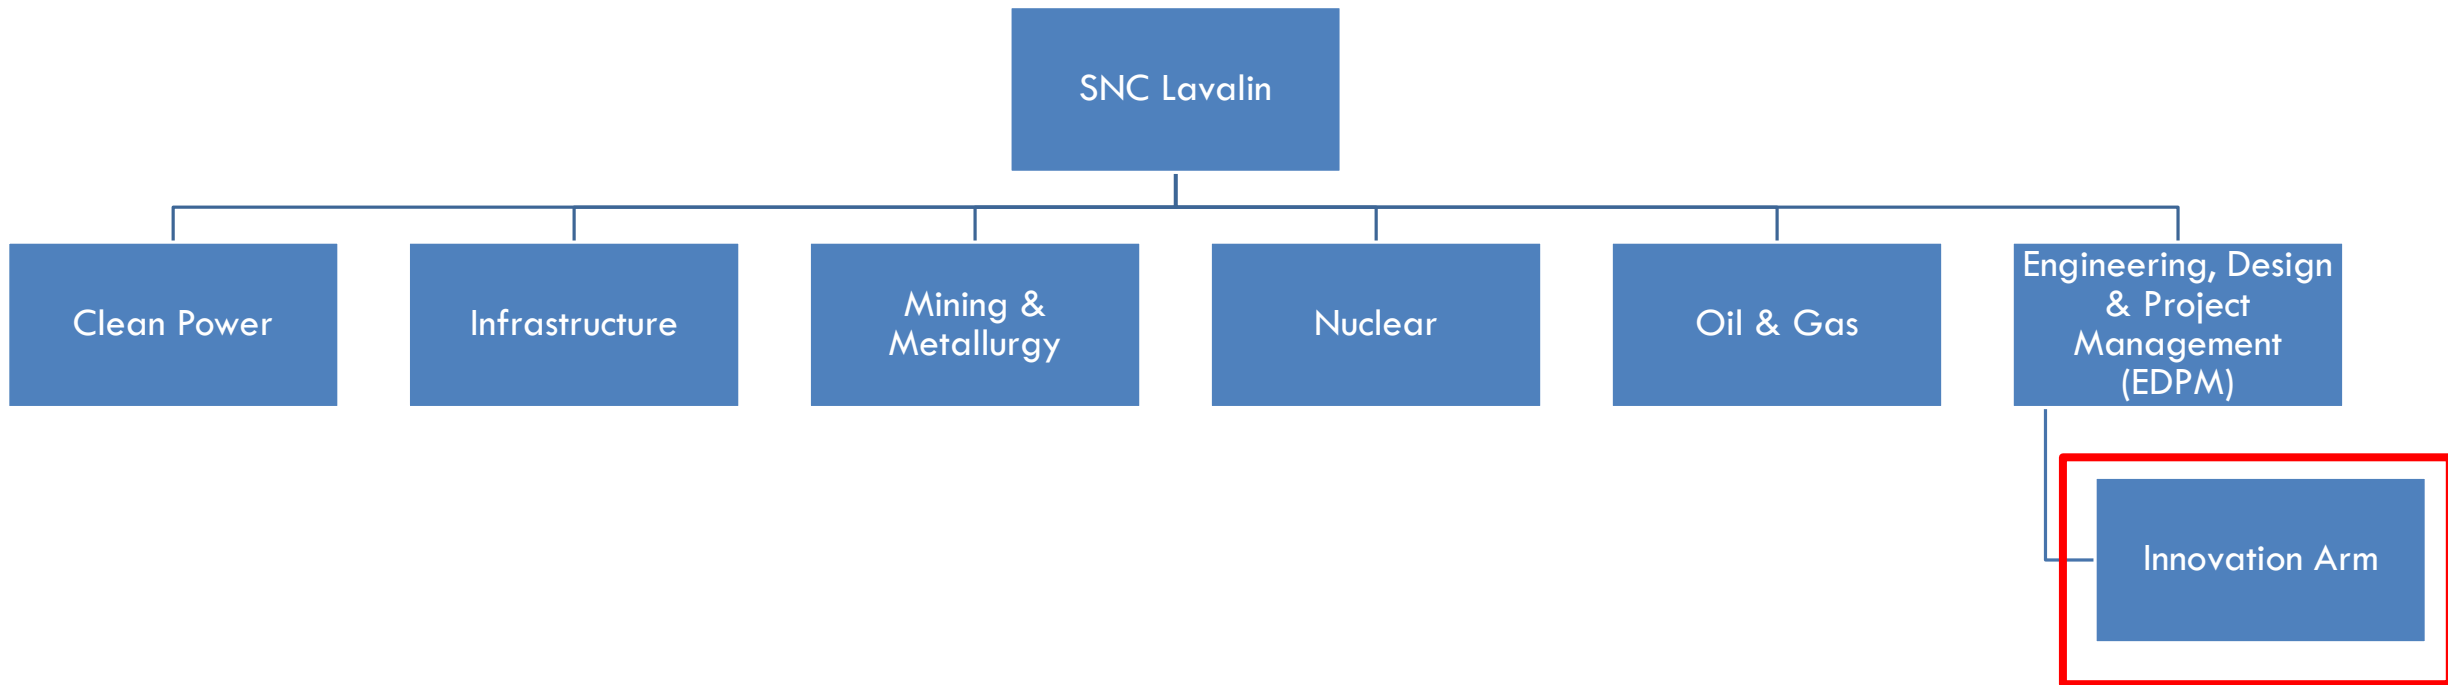 SNC Lavalin
Clean Power
Infrastructure
Mining &
Metallurgy
Nuclear
Oil & Gas
Engineering, Design
& Project
Management
(EDPM)
Innovation Arm